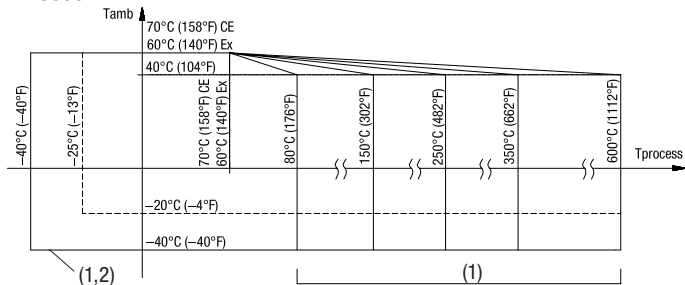 Tamb
70°C (158°F) CE
60°C (140°F) Ex
40°C (104°F)
–40°C (–40°F)
–25°C (–13°F)
70°C (158°F) CE
60°C (140°F) Ex
80°C (176°F)
150°C (302°F)
250°C (482°F)
350°C (662°F)
600°C (1112°F)
Tprocess
–20°C (–4°F)
–40°C (–40°F)
(1,2)
(1)